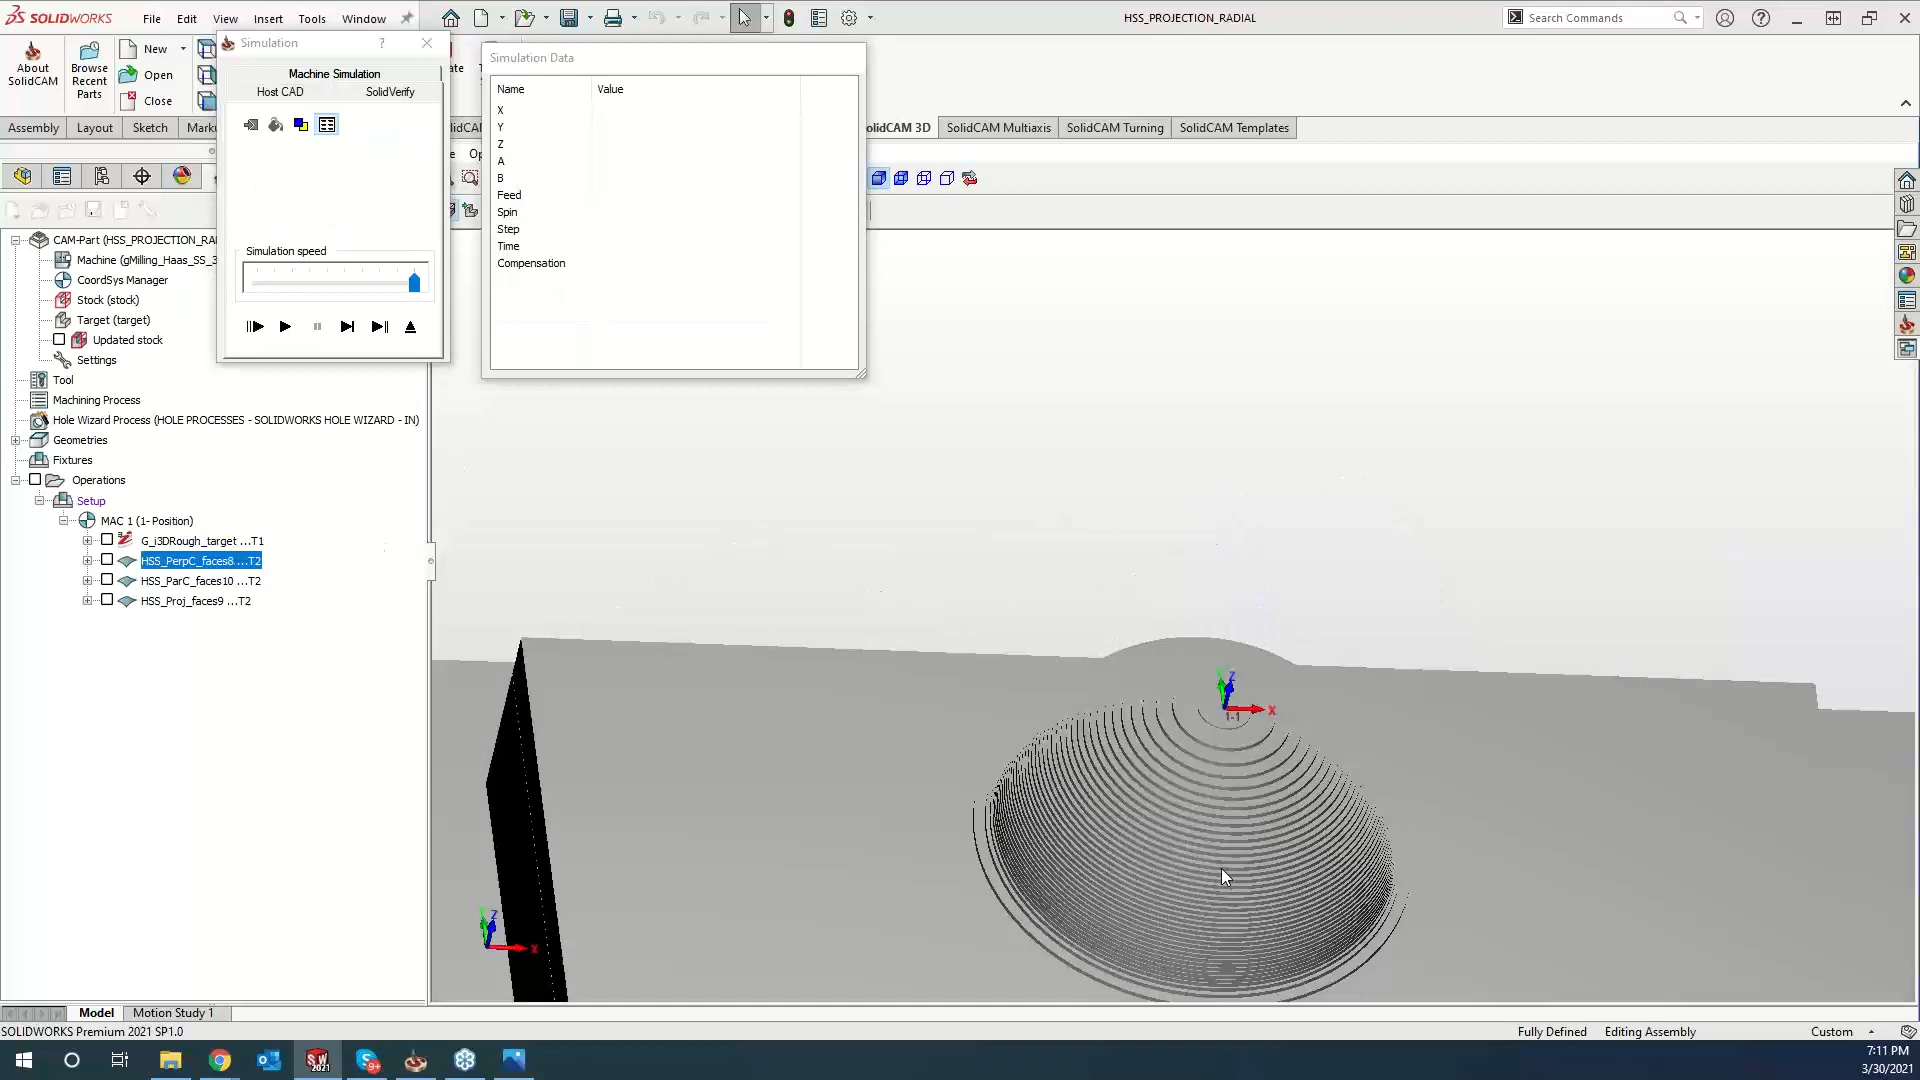 SOLIDWORKS
File Edit View Insert Tools Window
HSS_PROJECTION_RADIAL
Search Commands
About
SolidCAM
Browse
Recent
Parts
New
Open
Close
Simulation
?
Machine Simulation
Host CAD SolidVerify
Simulation speed
Simulation Data
Name Value
X
Y
Z
A
B
Feed
Spin
Step
Time
Compensation
Assembly Layout Sketch Marku
olidCAM 3D SolidCAM Multiaxis SolidCAM Turning SolidCAM Templates
CAM-Part (HSS_PROJECTION_RA
Machine (gMilling_Haas_SS_3
CoordSys Manager
Stock (stock)
Target (target)
Updated stock
Settings
Tool
Machining Process
Hole Wizard Process (HOLE PROCESSES - SOLIDWORKS HOLE WIZARD - IN)
Geometries
Fixtures
Operations
Setup
MAC 1 (1- Position)
G_i3DRough_target ...T1
HSS_PerpC_faces8 ...T2
HSS_ParC_faces10 ...T2
HSS_Proj_faces9 ...T2
Z
X
1-1
Z
X
Model Motion Study 1
SOLIDWORKS Premium 2021 SP1.0
Fully Defined Editing Assembly Custom
7:11 PM
3/30/2021